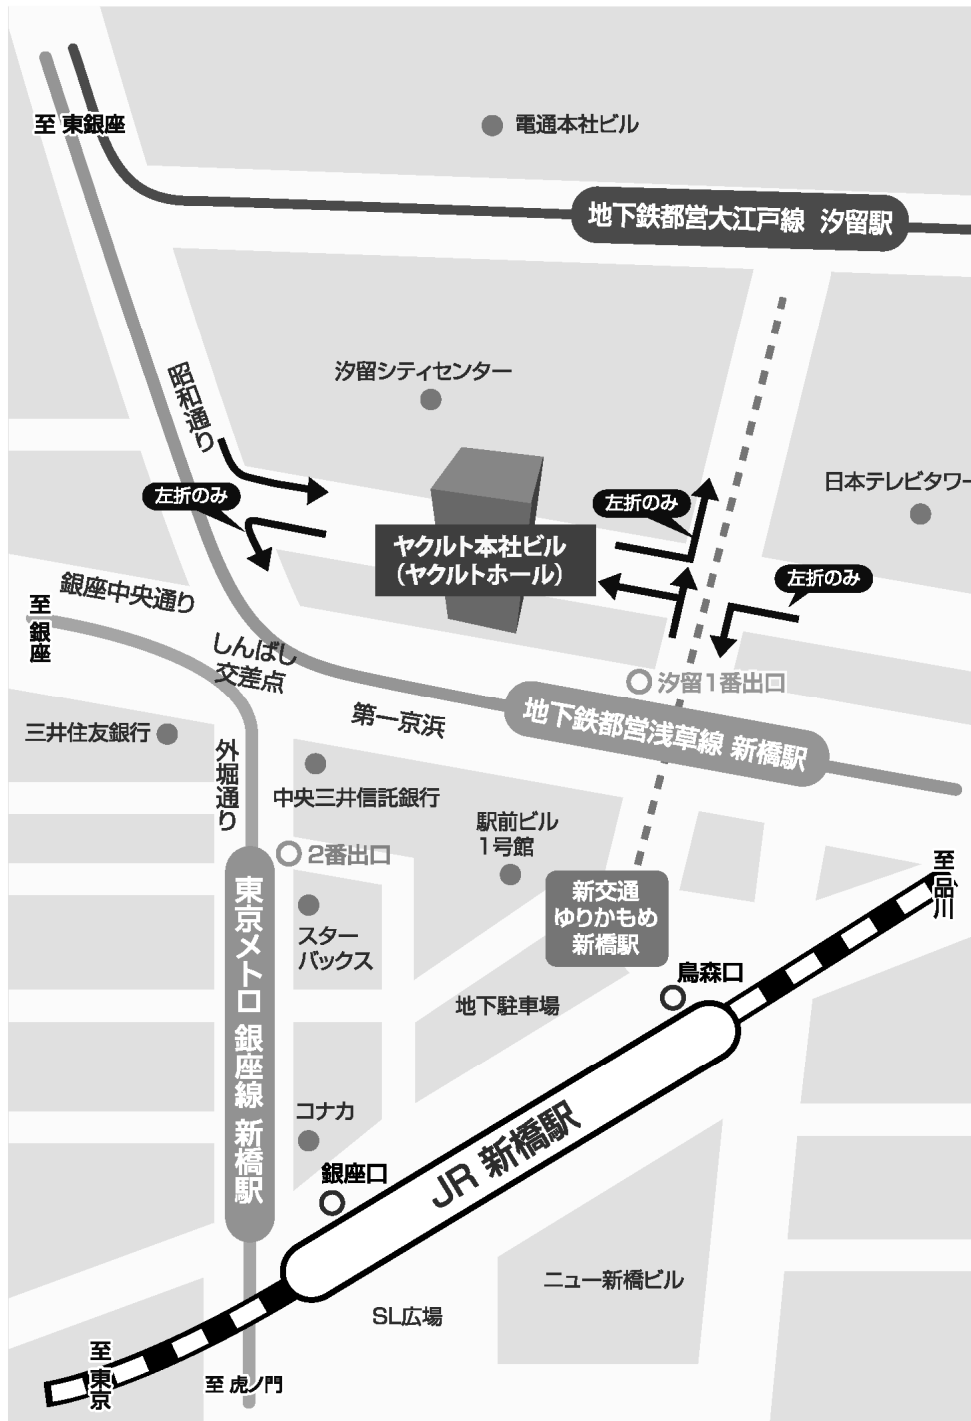 至 東銀座
電通本社ビル
地下鉄都営大江戸線 汐留駅
汐留シティセンター
昭和通り
左折のみ
左折のみ
日本テレビタワー
ヤクルト本社ビル
（ヤクルトホール）
左折のみ
銀座中央通り
至 銀座
しんばし
交差点
汐留1番出口
第一京浜
地下鉄都営浅草線 新橋駅
三井住友銀行
外堀通り
中央三井信託銀行
駅前ビル
1号館
2番出口
至 品川
新交通
ゆりかもめ
新橋駅
東京メトロ 銀座線 新橋駅
スター
バックス
烏森口
地下駐車場
コナカ
銀座口
JR 新橋駅
ニュー新橋ビル
SL広場
至 東京
至 虎ノ門